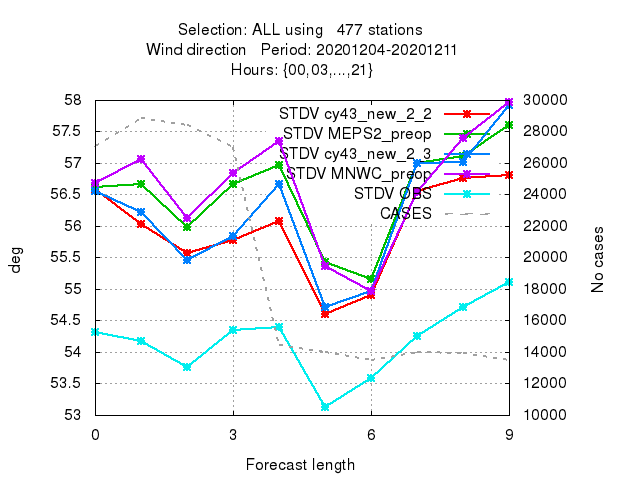 Selection: ALL using 477 stations
Wind direction Period: 20201204-20201211
Hours: {00,03,...,21}
58 30000
STDV cy43_new_2_2
57.5 28000
STDV MEPS2_preop
STDV cy43_new_2_3
57 26000
STDV MNWC_preop
56.5 24000
STDV OBS
CASES
56 22000
55.5 20000
deg
No cases
55 18000
54.5 16000
54 14000
53.5 12000
53 10000
0 3 6 9
Forecast length